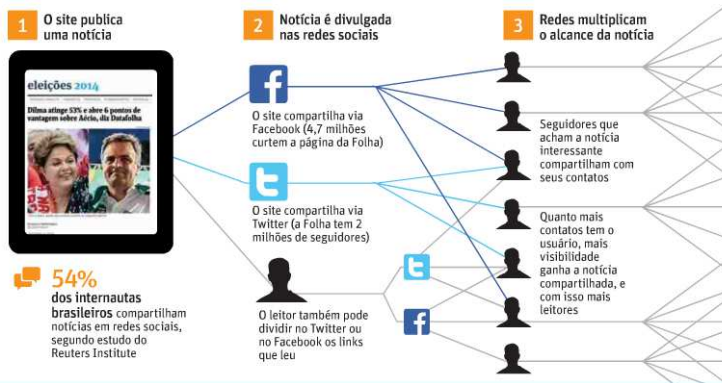 1
O site publica
uma notícia
eleições 2014
Dilma atinge 53% e abre 6 pontos de
vantagem sobre Aécio, diz Datafolha
54%
dos internautas
brasileiros compartilham
notícias em redes sociais,
segundo estudo do
Reuters Institute
2
Notícia é divulgada
nas redes sociais
O site compartilha via
Facebook (4,7 milhões
curtem a página da Folha)
O site compartilha via
Twitter (a Folha tem 2
milhões de seguidores)
O leitor também pode
dividir no Twitter ou
no Facebook os links
que leu
3
Redes multiplicam
o alcance da notícia
Seguidores que
acham a notícia
interessante
compartilham com
seus contatos
Quanto mais
contatos tem o
usuário, mais
visibilidade
ganha a notícia
compartilhada, e
com isso mais
leitores